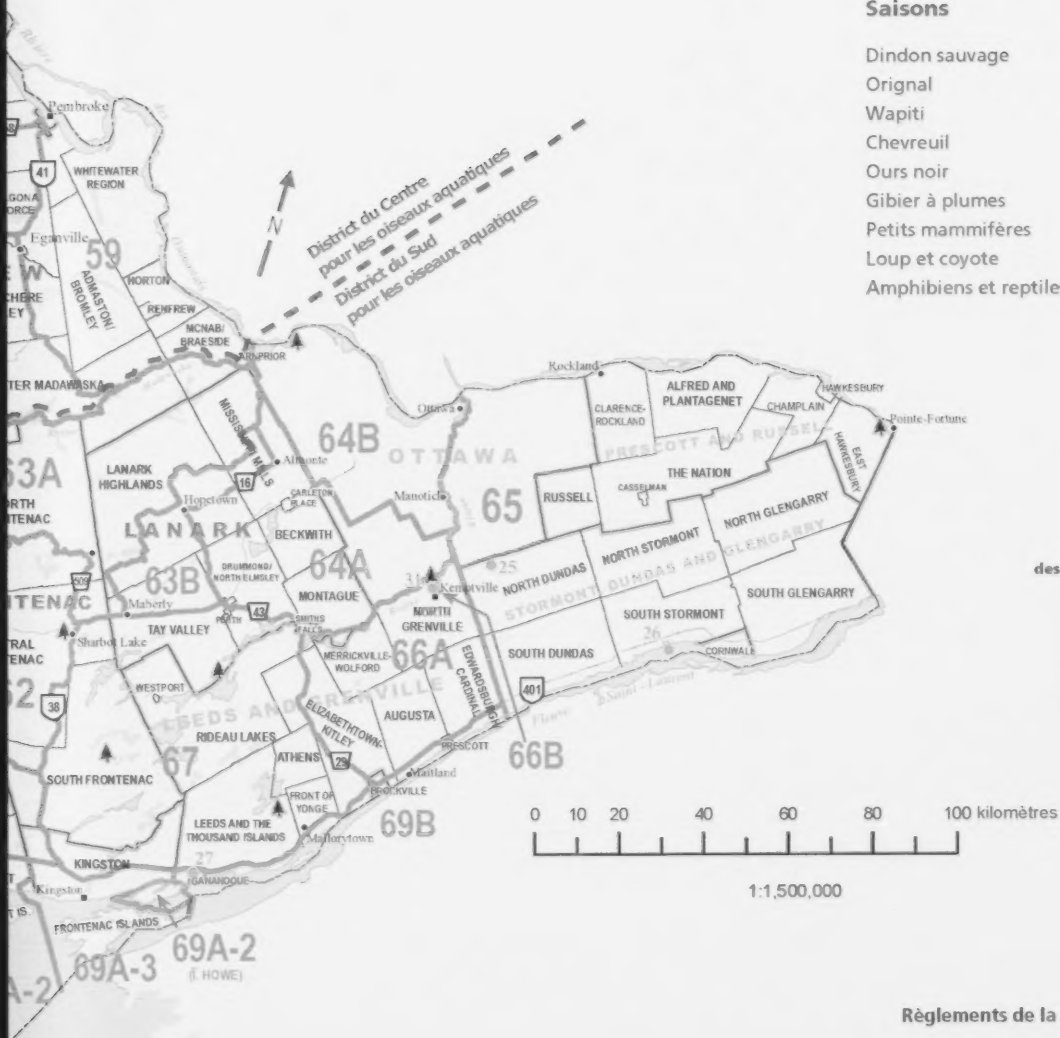 Saisons
Dindon sauvage
Orignal
Wapiti
Chevreuil
Ours noir
Gibier à plumes
Petits mammifères
Loup et coyote
Amphibiens et reptile
Pembroke
41
WHITEWATER
REGION
Eganville
59
ADMASTON/
BROMLEY
HORTON
RENFREW
MCNAB/
BRAESIDE
ARNPRIOR
N
District du Centre
pour les oiseaux aquatiques
District du Sud
pour les oiseaux aquatiques
TER MADAWASKA
63A
LANARK
HIGHLANDS
MISSISSIPPI MILLS
Almonte
16
Hopetown
LANARK
CARLETON
PLACE
BECKWITH
64B
64A
OTTAWA
Ottawa
Manotick
65
Rockland
CLARENCE-
ROCKLAND
ALFRED AND
PLANTAGENET
CHAMPLAIN
HAWKESBURY
Pointe-Fortune
EAST
HAWKESBURY
PRESCOTT AND RUSSELL
THE NATION
CASSELMAN
RUSSELL
NORTH GLENGARRY
NORTH STORMONT
NORTH DUNDAS
STORMONT DUNDAS AND GLENGARRY
SOUTH GLENGARRY
SOUTH STORMONT
CORNWALL
SOUTH DUNDAS
25
26
31
Kemptville
NORTH
GRENVILLE
MONTAGUE
DRUMMOND/
NORTH ELMSLEY
63B
509
Maberly
PERTH
43
SMITHS
FALLS
TAY VALLEY
Sharbot Lake
MERRICKVILLE-
WOLFORD
66A
EDWARDSBURGH
CARDINAL
401
Fleuve Saint-Laurent
66B
WESTPORT
38
LEEDS AND GRENVILLE
RIDEAU LAKES
ELIZABETHTOWN-
KITLEY
AUGUSTA
PRESCOTT
67
ATHENS
29
Maitland
BROCKVILLE
SOUTH FRONTENAC
FRONT OF
YONGE
69B
LEEDS AND THE
THOUSAND ISLANDS
Mallorytown
KINGSTON
27
GANANOQUE
Kingston
FRONTENAC ISLANDS
69A-3
69A-2
(Î. HOWE)
A-2
0 20 40 60 80 100 kilomètres
1:1,500,000
des
Règlements de la